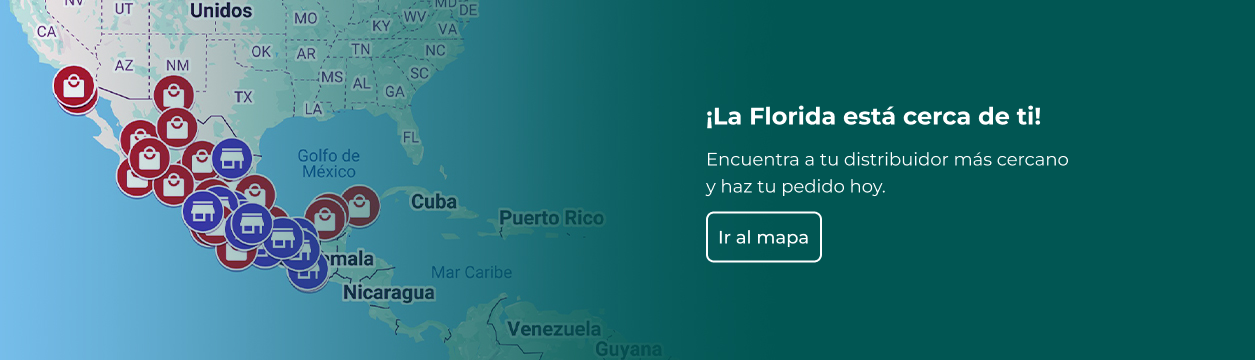 NV
UT
Unidos
MO
KY
WV
MD
DE
CA
VA
OK
AR
TN
NC
AZ
NM
MS
AL
SC
TX
GA
LA
FL
Golfo de
México
Cuba
Puerto Rico
mala
Mar Caribe
Nicaragua
Venezuela
Guyana
¡La Florida está cerca de ti!
Encuentra a tu distribuidor más cercano
y haz tu pedido hoy.
Ir al mapa